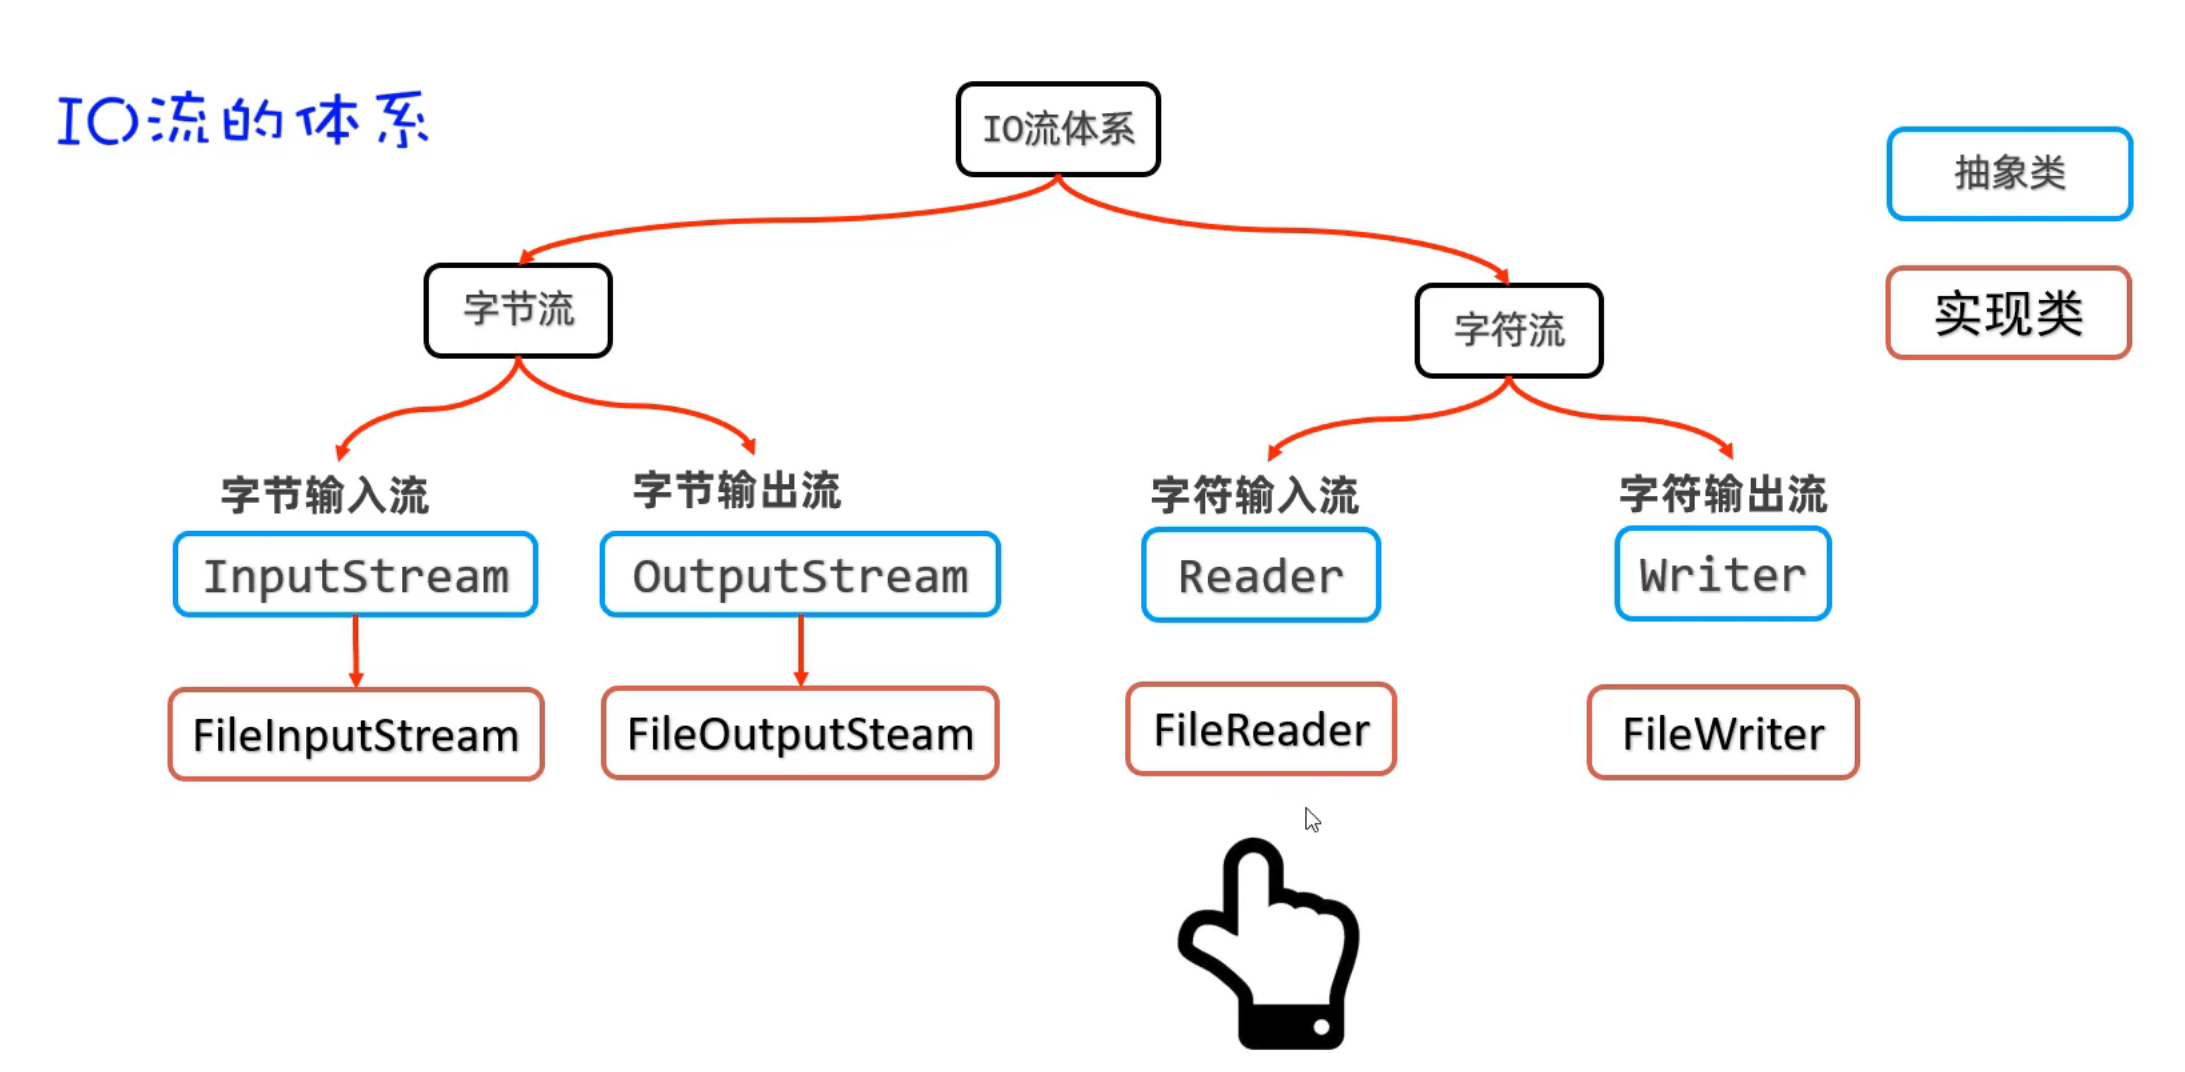 IO流的体系
IO流体系
抽象类
实现类
字节流
字符流
字节输入流
字节输出流
字符输入流
字符输出流
InputStream
OutputStream
Reader
Writer
FileInputStream
FileOutputSteam
FileReader
FileWriter